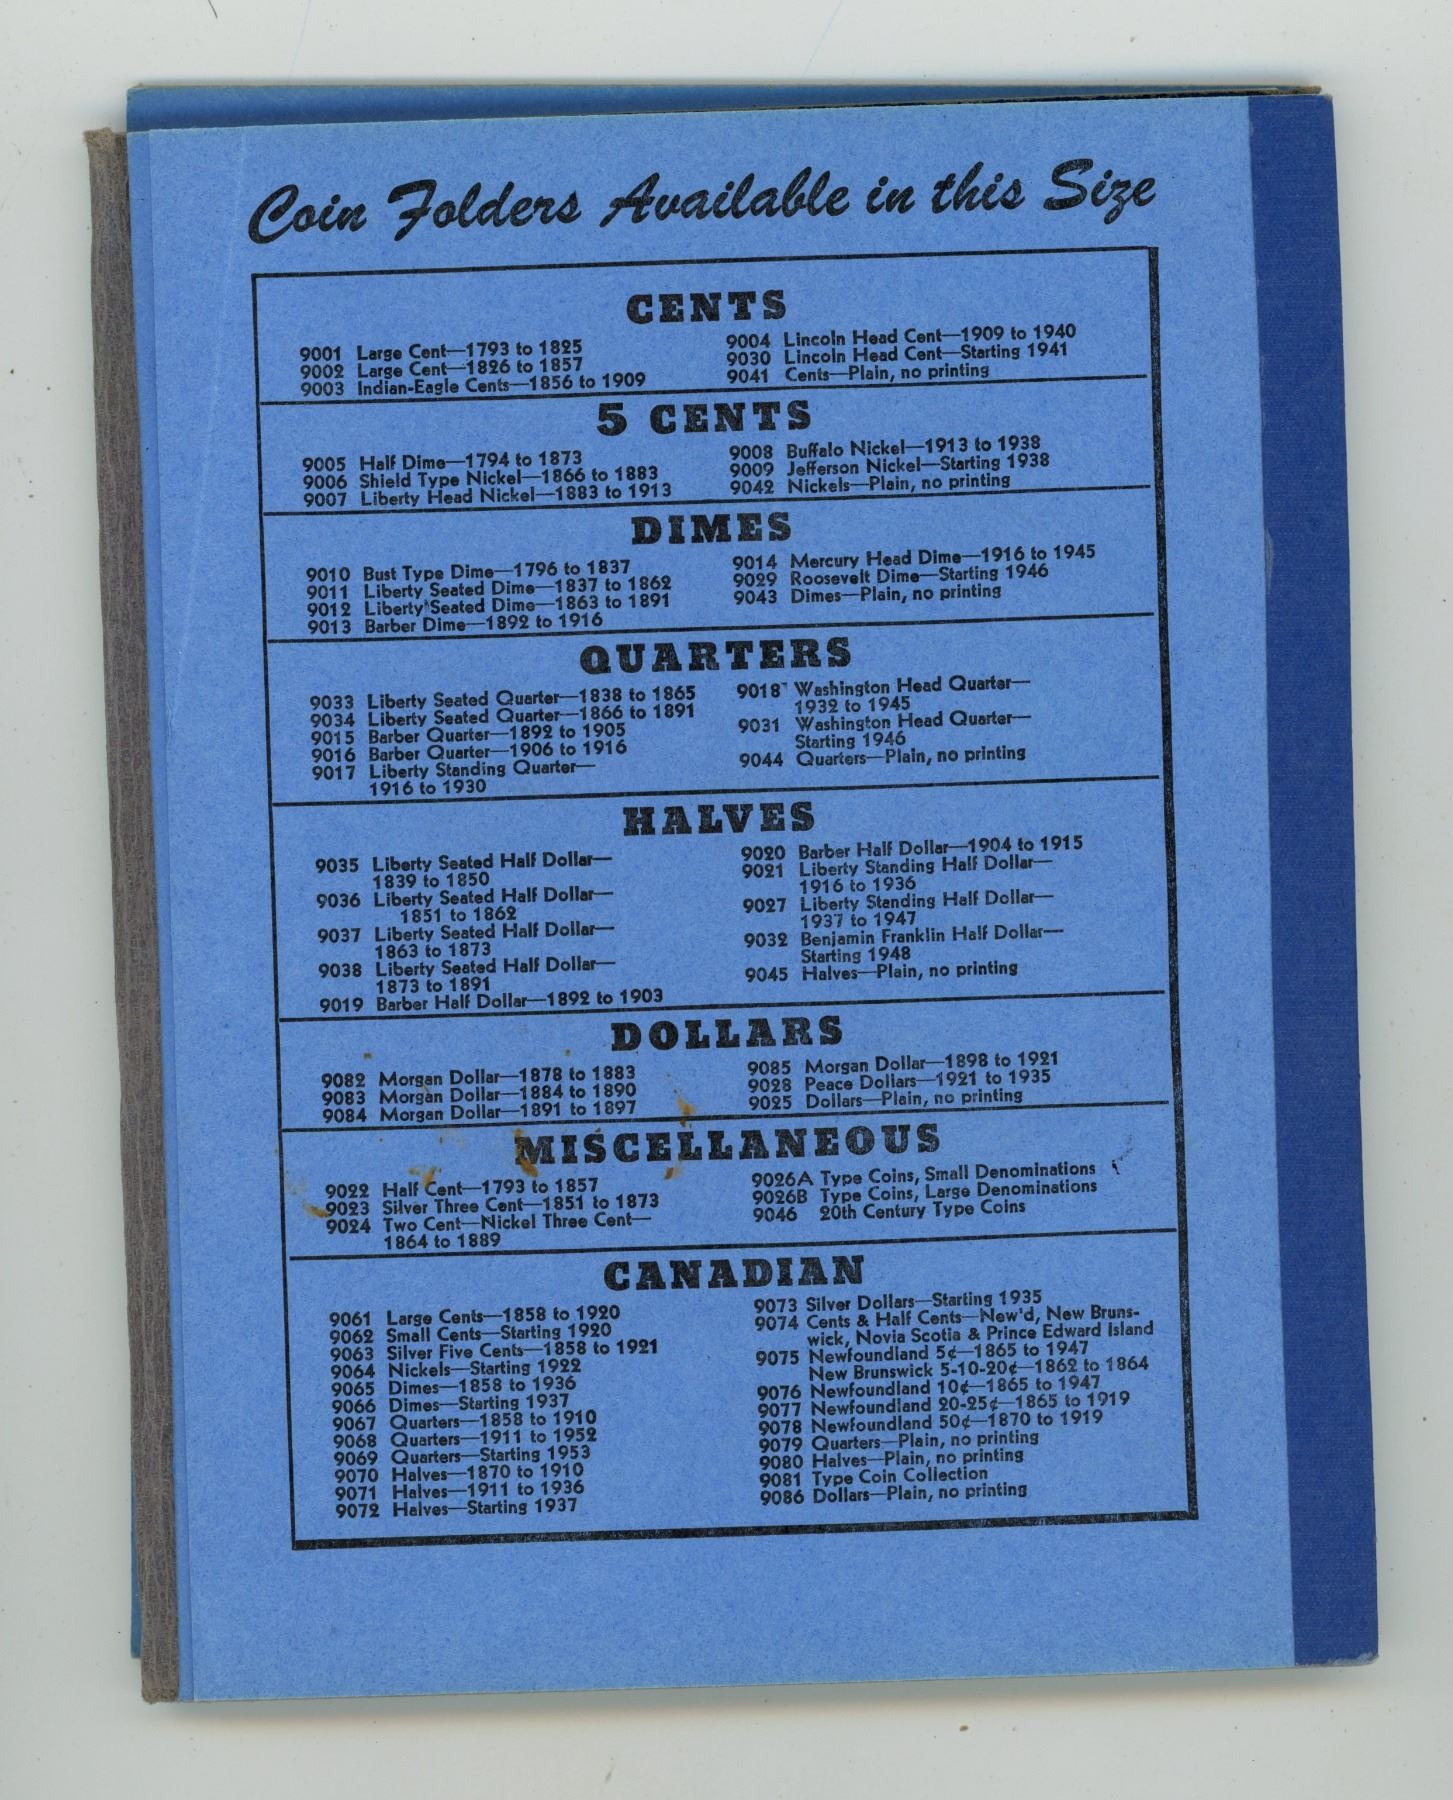 Coin Folders Available in this Size
CENTS
9001 Large Cent—1793 to 1825
9002 Large Cent—1826 to 1857
9003 Indian-Eagle Cents—1856 to 1909
9004 Lincoln Head Cent—1909 to 1940
9030 Lincoln Head Cent—Starting 1941
9041 Cents—Plain, no printing
5 CENTS
9005 Half Dime—1794 to 1873
9006 Shield Type Nickel—1866 to 1883
9007 Liberty Head Nickel—1883 to 1913
9008 Buffalo Nickel—1913 to 1938
9009 Jefferson Nickel—Starting 1938
9042 Nickels—Plain, no printing
DIMES
9010 Bust Type Dime—1796 to 1837
9011 Liberty Seated Dime—1837 to 1862
9012 Liberty Seated Dime—1863 to 1891
9013 Barber Dime—1892 to 1916
9014 Mercury Head Dime—1916 to 1945
9029 Roosevelt Dime—Starting 1946
9043 Dimes—Plain, no printing
QUARTERS
9033 Liberty Seated Quarter—1838 to 1865
9034 Liberty Seated Quarter—1866 to 1891
9015 Barber Quarter—1892 to 1905
9016 Barber Quarter—1906 to 1916
9017 Liberty Standing Quarter—
1916 to 1930
9018 Washington Head Quarter—
1932 to 1945
9031 Washington Head Quarter—
Starting 1946
9044 Quarters—Plain, no printing
HALVES
9035 Liberty Seated Half Dollar—
1839 to 1850
9036 Liberty Seated Half Dollar—
1851 to 1862
9037 Liberty Seated Half Dollar—
1863 to 1873
9038 Liberty Seated Half Dollar—
1873 to 1891
9019 Barber Half Dollar—1892 to 1903
9020 Barber Half Dollar—1904 to 1915
9021 Liberty Standing Half Dollar—
1916 to 1936
9027 Liberty Standing Half Dollar—
1937 to 1947
9032 Benjamin Franklin Half Dollar—
Starting 1948
9045 Halves—Plain, no printing
DOLLARS
9082 Morgan Dollar—1878 to 1883
9083 Morgan Dollar—1884 to 1890
9084 Morgan Dollar—1891 to 1897
9085 Morgan Dollar—1898 to 1921
9028 Peace Dollars—1921 to 1935
9025 Dollars—Plain, no printing
MISCELLANEOUS
9022 Half Cent—1793 to 1857
9023 Silver Three Cent—1851 to 1873
9024 Two Cent—Nickel Three Cent—
1864 to 1889
9026A Type Coins, Small Denominations
9026B Type Coins, Large Denominations
9046 20th Century Type Coins
CANADIAN
9061 Large Cents—1858 to 1920
9062 Small Cents—Starting 1920
9063 Silver Five Cents—1858 to 1921
9064 Nickels—Starting 1922
9065 Dimes—1858 to 1936
9066 Dimes—Starting 1937
9067 Quarters—1858 to 1910
9068 Quarters—1911 to 1952
9069 Quarters—Starting 1953
9070 Halves—1870 to 1910
9071 Halves—1911 to 1936
9072 Halves—Starting 1937
9073 Silver Dollars—Starting 1935
9074 Cents & Half Cents—New'd, New Bruns-
wick, Novia Scotia & Prince Edward Island
9075 Newfoundland 5¢—1865 to 1947
New Brunswick 5-10-20¢—1862 to 1864
9076 Newfoundland 10¢—1865 to 1947
9077 Newfoundland 20-25¢—1865 to 1919
9078 Newfoundland 50¢—1870 to 1919
9079 Quarters—Plain, no printing
9080 Halves—Plain, no printing
9081 Type Coin Collection
9086 Dollars—Plain, no printing